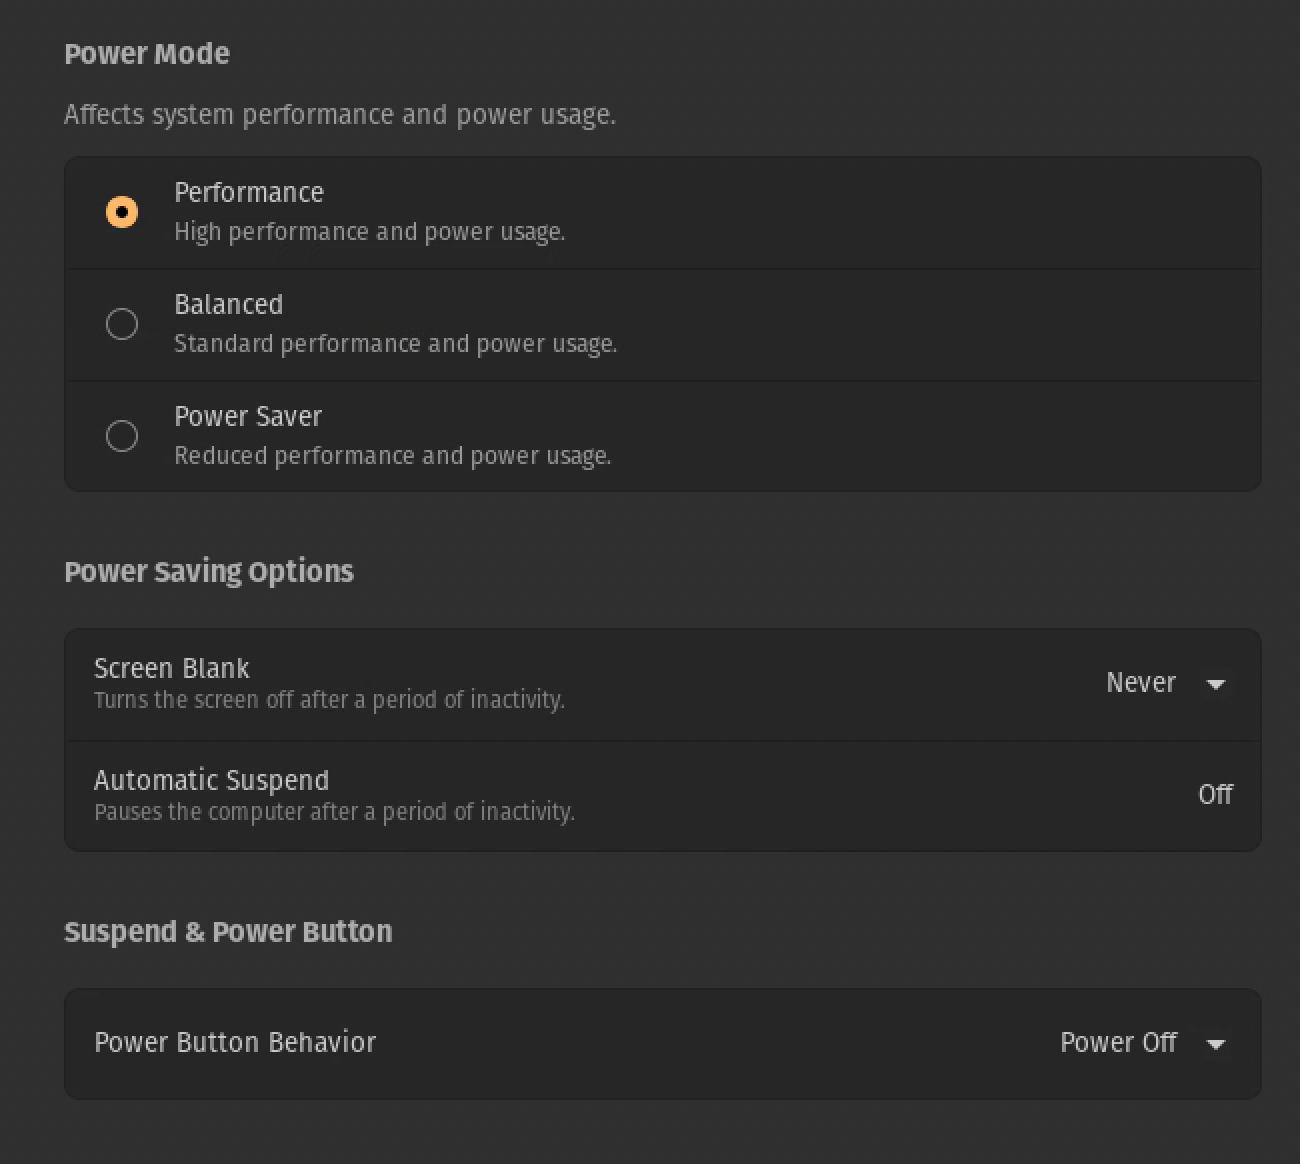 Power Mode
Affects system performance and power usage.
Performance
High performance and power usage.
Balanced
Standard performance and power usage.
Power Saver
Reduced performance and power usage.
Power Saving Options
Screen Blank
Turns the screen off after a period of inactivity.
Never
Automatic Suspend
Pauses the computer after a period of inactivity.
Off
Suspend & Power Button
Power Button Behavior
Power Off